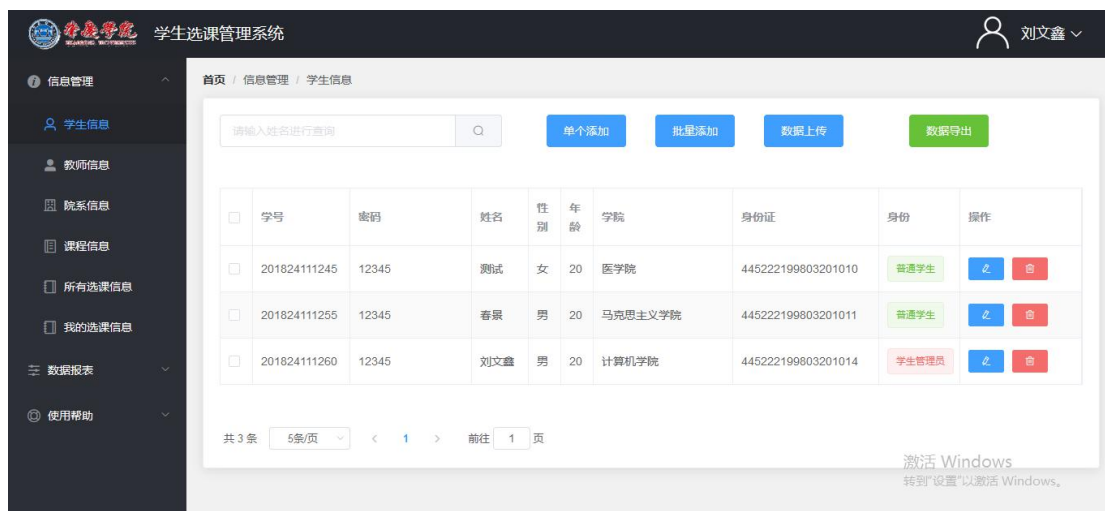 学生选课管理系统
刘文鑫
信息管理
首页 / 信息管理 / 学生信息
学生信息
教师信息
院系信息
课程信息
所有选课信息
我的选课信息
数据报表
使用帮助
请输入姓名进行查询
单个添加 批量添加 数据上传 数据导出
学号 密码 姓名 性别 年龄 学院 身份证 身份 操作
201824111245 12345 测试 女 20 医学院 445222199803201010 普通学生
201824111255 12345 春景 男 20 马克思主义学院 445222199803201011 普通学生
201824111260 12345 刘文鑫 男 20 计算机学院 445222199803201014 学生管理员
共 3 条 5条/页 < 1 > 前往 1 页
激活 Windows
转到“设置”以激活 Windows。